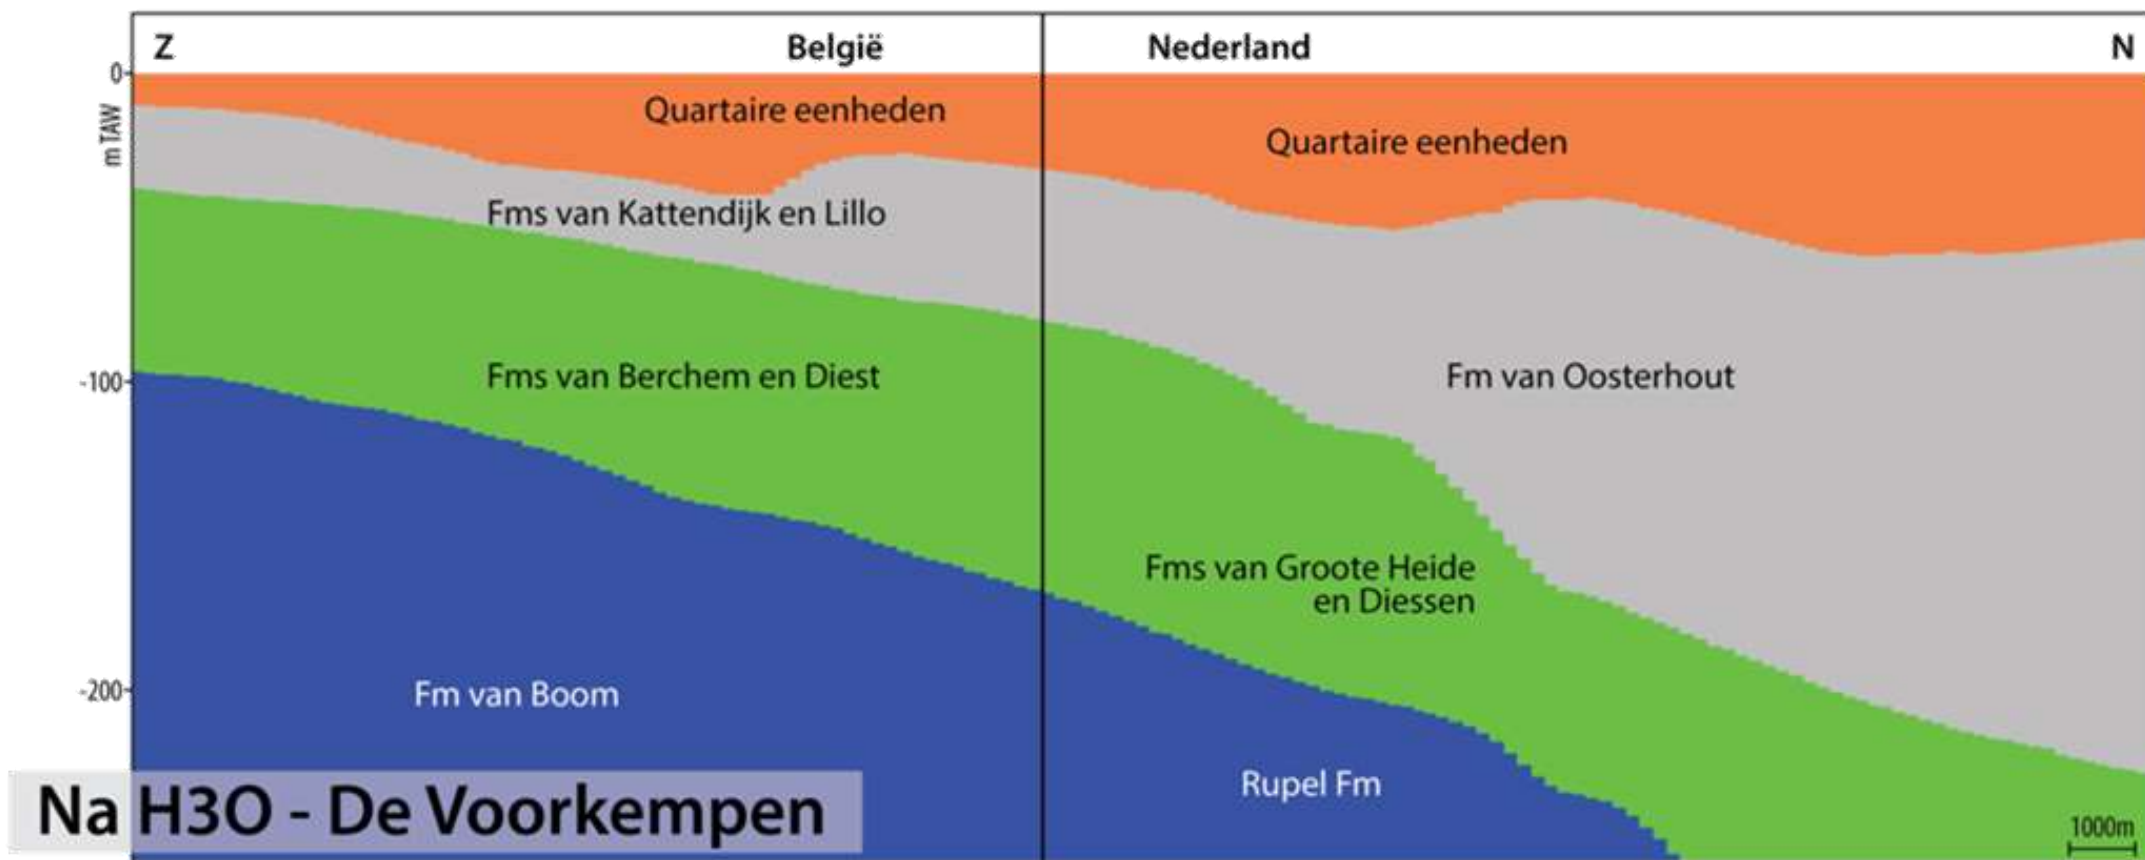 Z België Nederland N
0
m TAW
Quartaire eenheden
Quartaire eenheden
Fms van Kattendijk en Lillo
-100
Fms van Berchem en Diest
Fm van Oosterhout
Fms van Groote Heide
en Diessen
-200
Fm van Boom
Rupel Fm
Na H3O - De Voorkempen
1000m